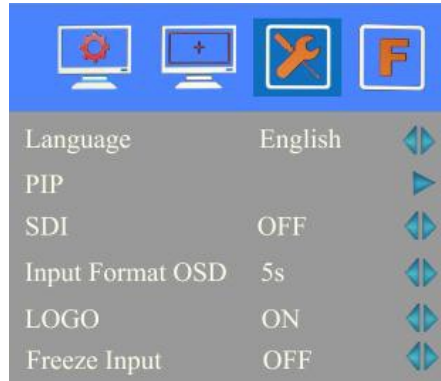 F
Language English
PIP
SDI OFF
Input Format OSD 5s
LOGO ON
Freeze Input OFF